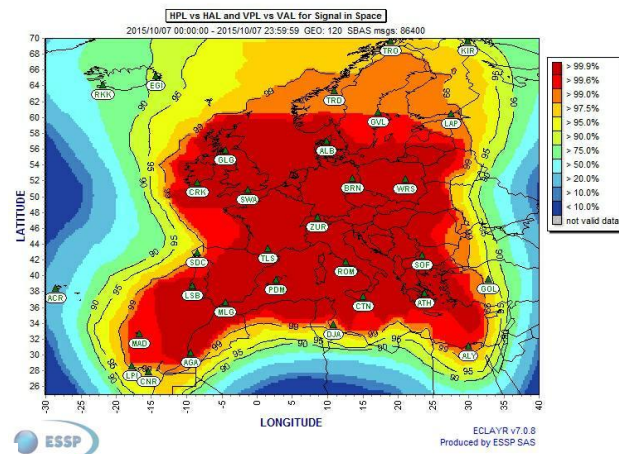 HPL vs HAL and VPL vs VAL for Signal in Space
2015/10/07 00:00:00 - 2015/10/07 23:59:59 GEO: 120 SBAS msgs: 86400
LATITUDE
70
68
66
64
62
60
58
56
54
52
50
48
46
44
42
40
38
36
34
32
30
28
26
TRO
KIR
EGI
RKK
TRD
GVL
LAP
ALB
GLG
CRK
SWA
BRN
WRS
ZUR
SDC
TLS
ROM
SOF
ACR
LSB
PDM
GOL
MLG
CTN
ATH
MAD
DJA
AGA
ALY
LPI
CNR
90
95
99
-30
-25
-20
-15
-10
-5
0
5
10
15
20
25
30
35
40
LONGITUDE
> 99.9%
> 99.6%
> 99.0%
> 97.5%
> 95.0%
> 90.0%
> 75.0%
> 50.0%
> 10.0%
< 10.0%
not valid data
ESSP
ECLAYR v7.0.8
Produced by ESSP SAS